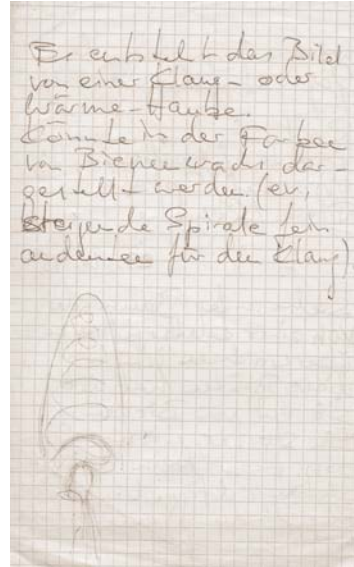 Es entsteht das Bild
von einer Klang- oder
Wärme-Haube.
Könnte in der Farbe
von Bienenwachs dar-
gestellt werden (ev.
steigende Spirale fein
andeuten für den Klang)